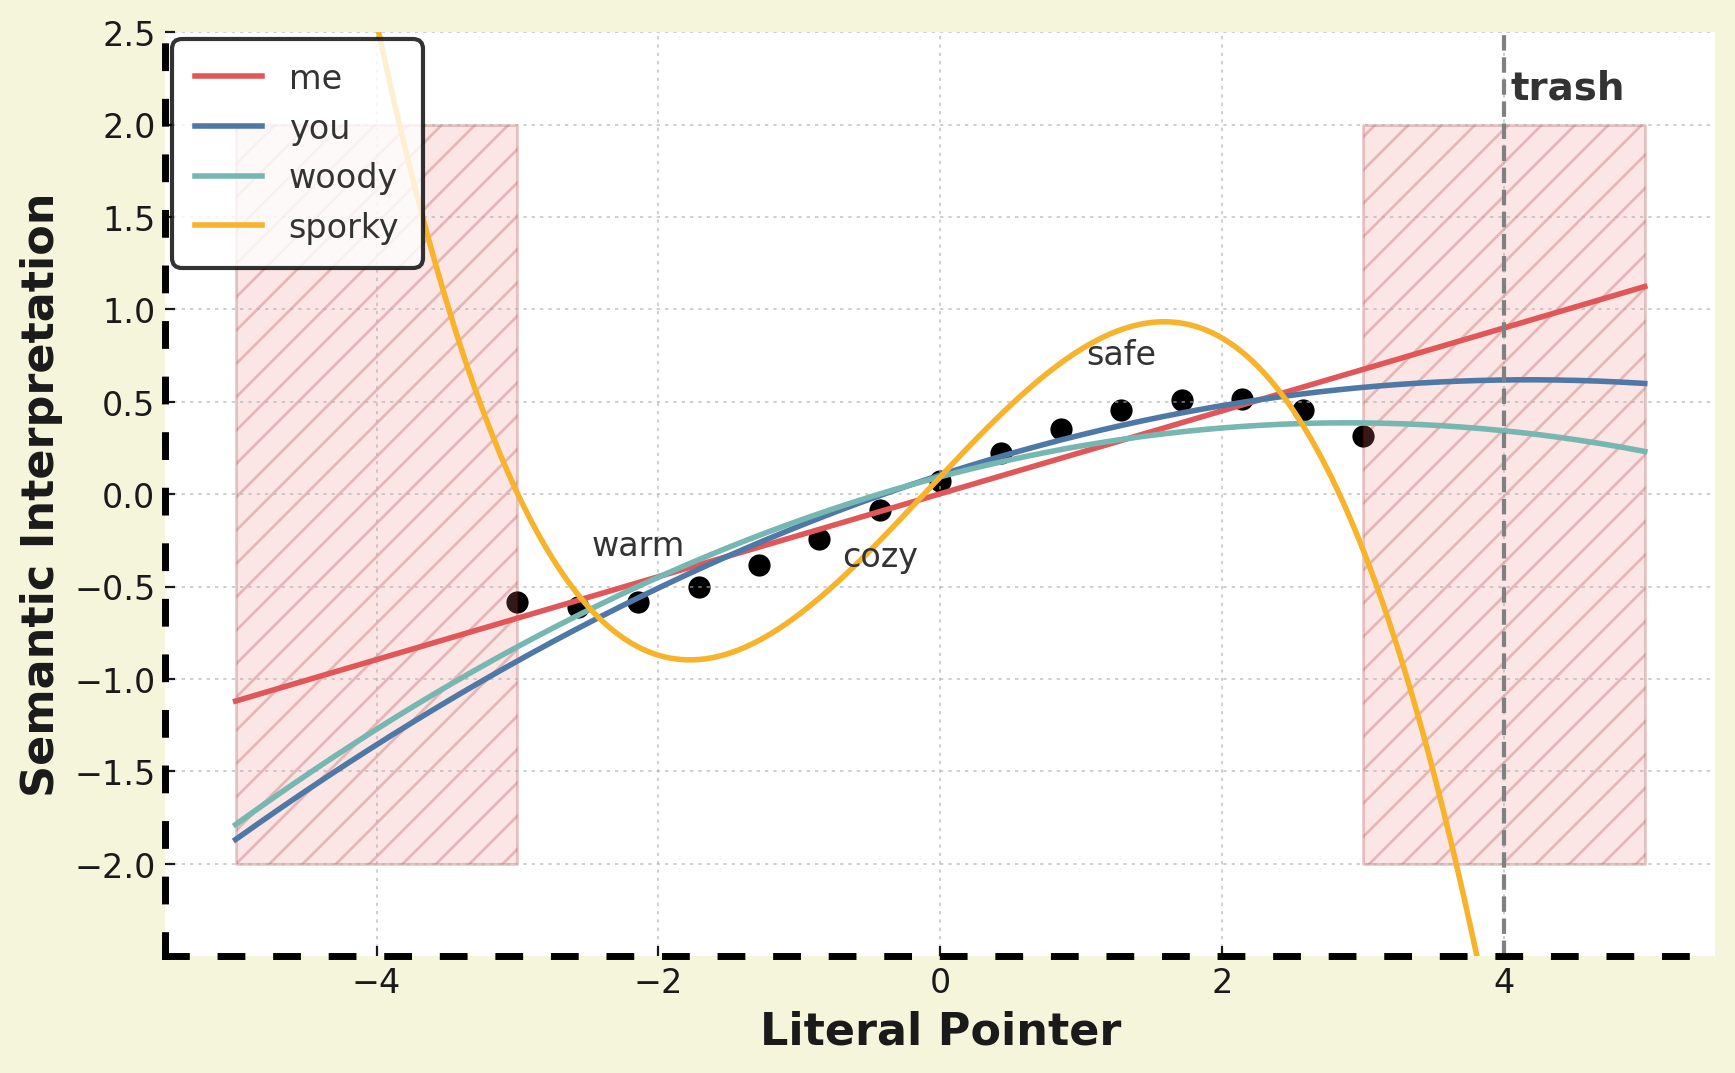 2.5
2.0
1.5
1.0
0.5
0.0
−0.5
−1.0
−1.5
−2.0
Semantic Interpretation
me
you
woody
sporky
trash
safe
warm
cozy
−4
−2
0
2
4
Literal Pointer